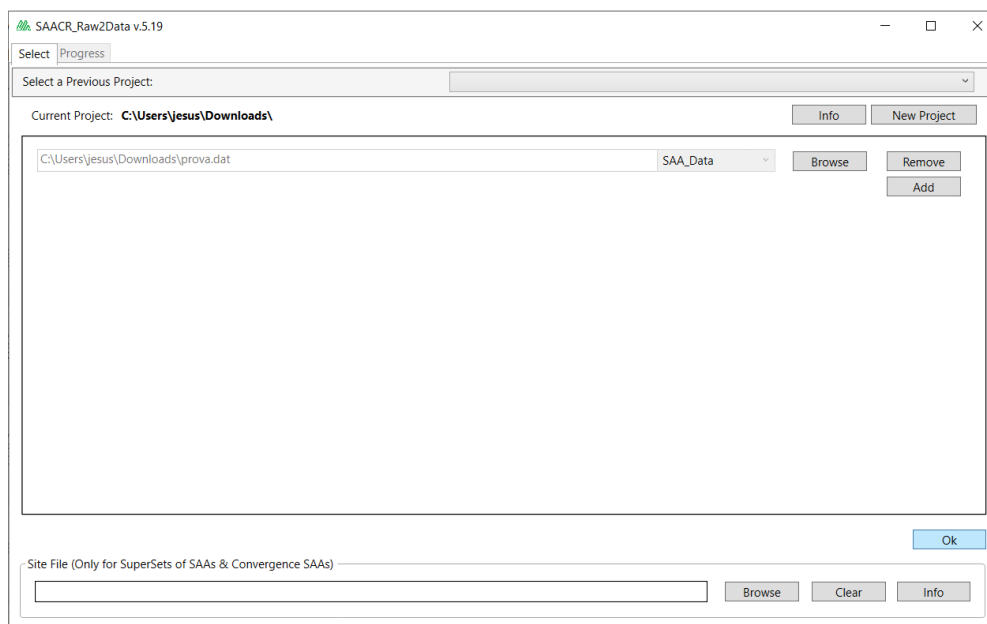 SAACR_Raw2Data v.5.19
Select Progress
Select a Previous Project:
Current Project: C:\Users\jesus\Downloads\ Info New Project
C:\Users\jesus\Downloads\prova.dat SAA_Data Browse Remove
Add
Ok
Site File (Only for SuperSets of SAAs & Convergence SAAs)
Browse Clear Info